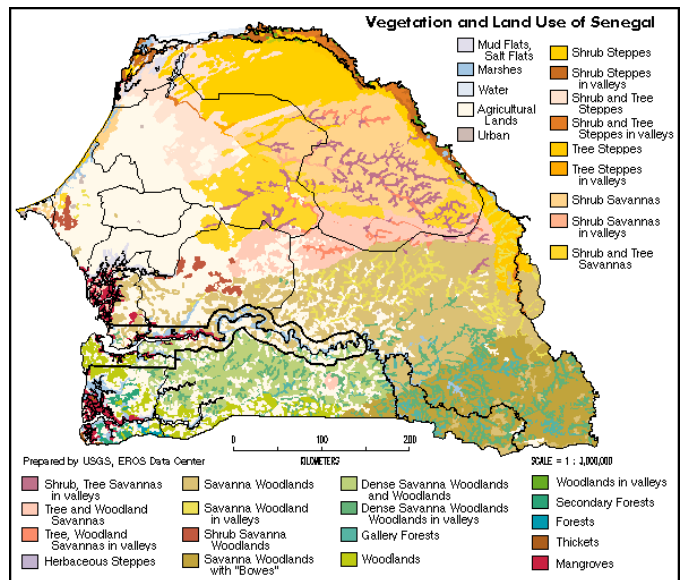 Vegetation and Land Use of Senegal
Mud Flats,
Salt Flats
Marshes
Water
Agricultural
Lands
Urban
Shrub Steppes
Shrub Steppes
in valleys
Shrub and Tree
Steppes
Shrub and Tree
Steppes in valleys
Tree Steppes
Tree Steppes
in valleys
Shrub Savannas
Shrub Savannas
in valleys
Shrub and Tree
Savannas
0 100 200
KILOMETERS
Prepared by USGS, EROS Data Center
SCALE = 1 : 3,000,000
Shrub, Tree Savannas
in valleys
Tree and Woodland
Savannas
Tree, Woodland
Savannas in valleys
Herbaceous Steppes
Savanna Woodlands
Savanna Woodland
in valleys
Shrub Savanna
Woodlands
Savanna Woodlands
with "Bowes"
Dense Savanna Woodlands
and Woodlands
Dense Savanna Woodlands
Woodlands in valleys
Gallery Forests
Woodlands
Woodlands in valleys
Secondary Forests
Forests
Thickets
Mangroves